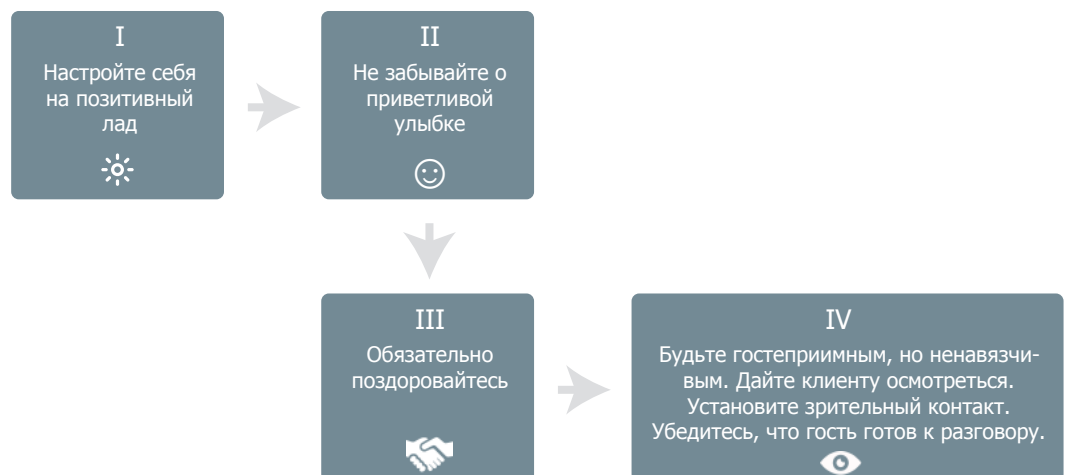 I
Настройте себя
на позитивный
лад
II
Не забывайте о
приветливой
улыбке
III
Обязательно
поздоровайтесь
IV
Будьте гостеприимным, но ненавязчи-
вым. Дайте клиенту осмотреться.
Установите зрительный контакт.
Убедитесь, что гость готов к разговору.